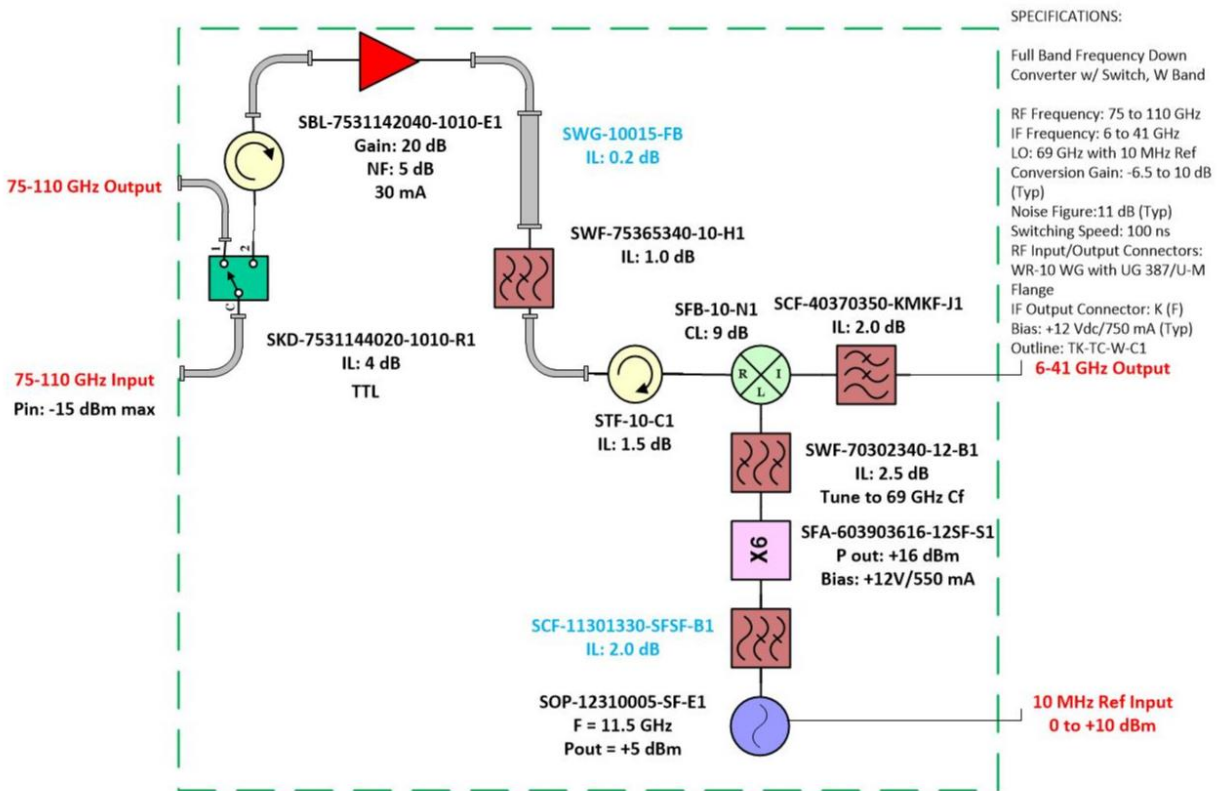 SPECIFICATIONS:
Full Band Frequency Down
Converter w/ Switch, W Band
RF Frequency: 75 to 110 GHz
IF Frequency: 6 to 41 GHz
LO: 69 GHz with 10 MHz Ref
Conversion Gain: -6.5 to 10 dB
(Typ)
Noise Figure:11 dB (Typ)
Switching Speed: 100 ns
RF Input/Output Connectors:
WR-10 WG with UG 387/U-M
Flange
IF Output Connector: K (F)
Bias: +12 Vdc/750 mA (Typ)
Outline: TK-TC-W-C1
SBL-7531142040-1010-E1
Gain: 20 dB
NF: 5 dB
30 mA
SWG-10015-FB
IL: 0.2 dB
75-110 GHz Output
1
2
C
SWF-75365340-10-H1
IL: 1.0 dB
SKD-7531144020-1010-R1
IL: 4 dB
TTL
75-110 GHz Input
Pin: -15 dBm max
SFB-10-N1
CL: 9 dB
SCF-40370350-KMKF-J1
IL: 2.0 dB
R
I
L
6-41 GHz Output
STF-10-C1
IL: 1.5 dB
SWF-70302340-12-B1
IL: 2.5 dB
Tune to 69 GHz Cf
X6
SFA-603903616-12SF-S1
P out: +16 dBm
Bias: +12V/550 mA
SCF-11301330-SFSF-B1
IL: 2.0 dB
SOP-12310005-SF-E1
F = 11.5 GHz
Pout = +5 dBm
10 MHz Ref Input
0 to +10 dBm